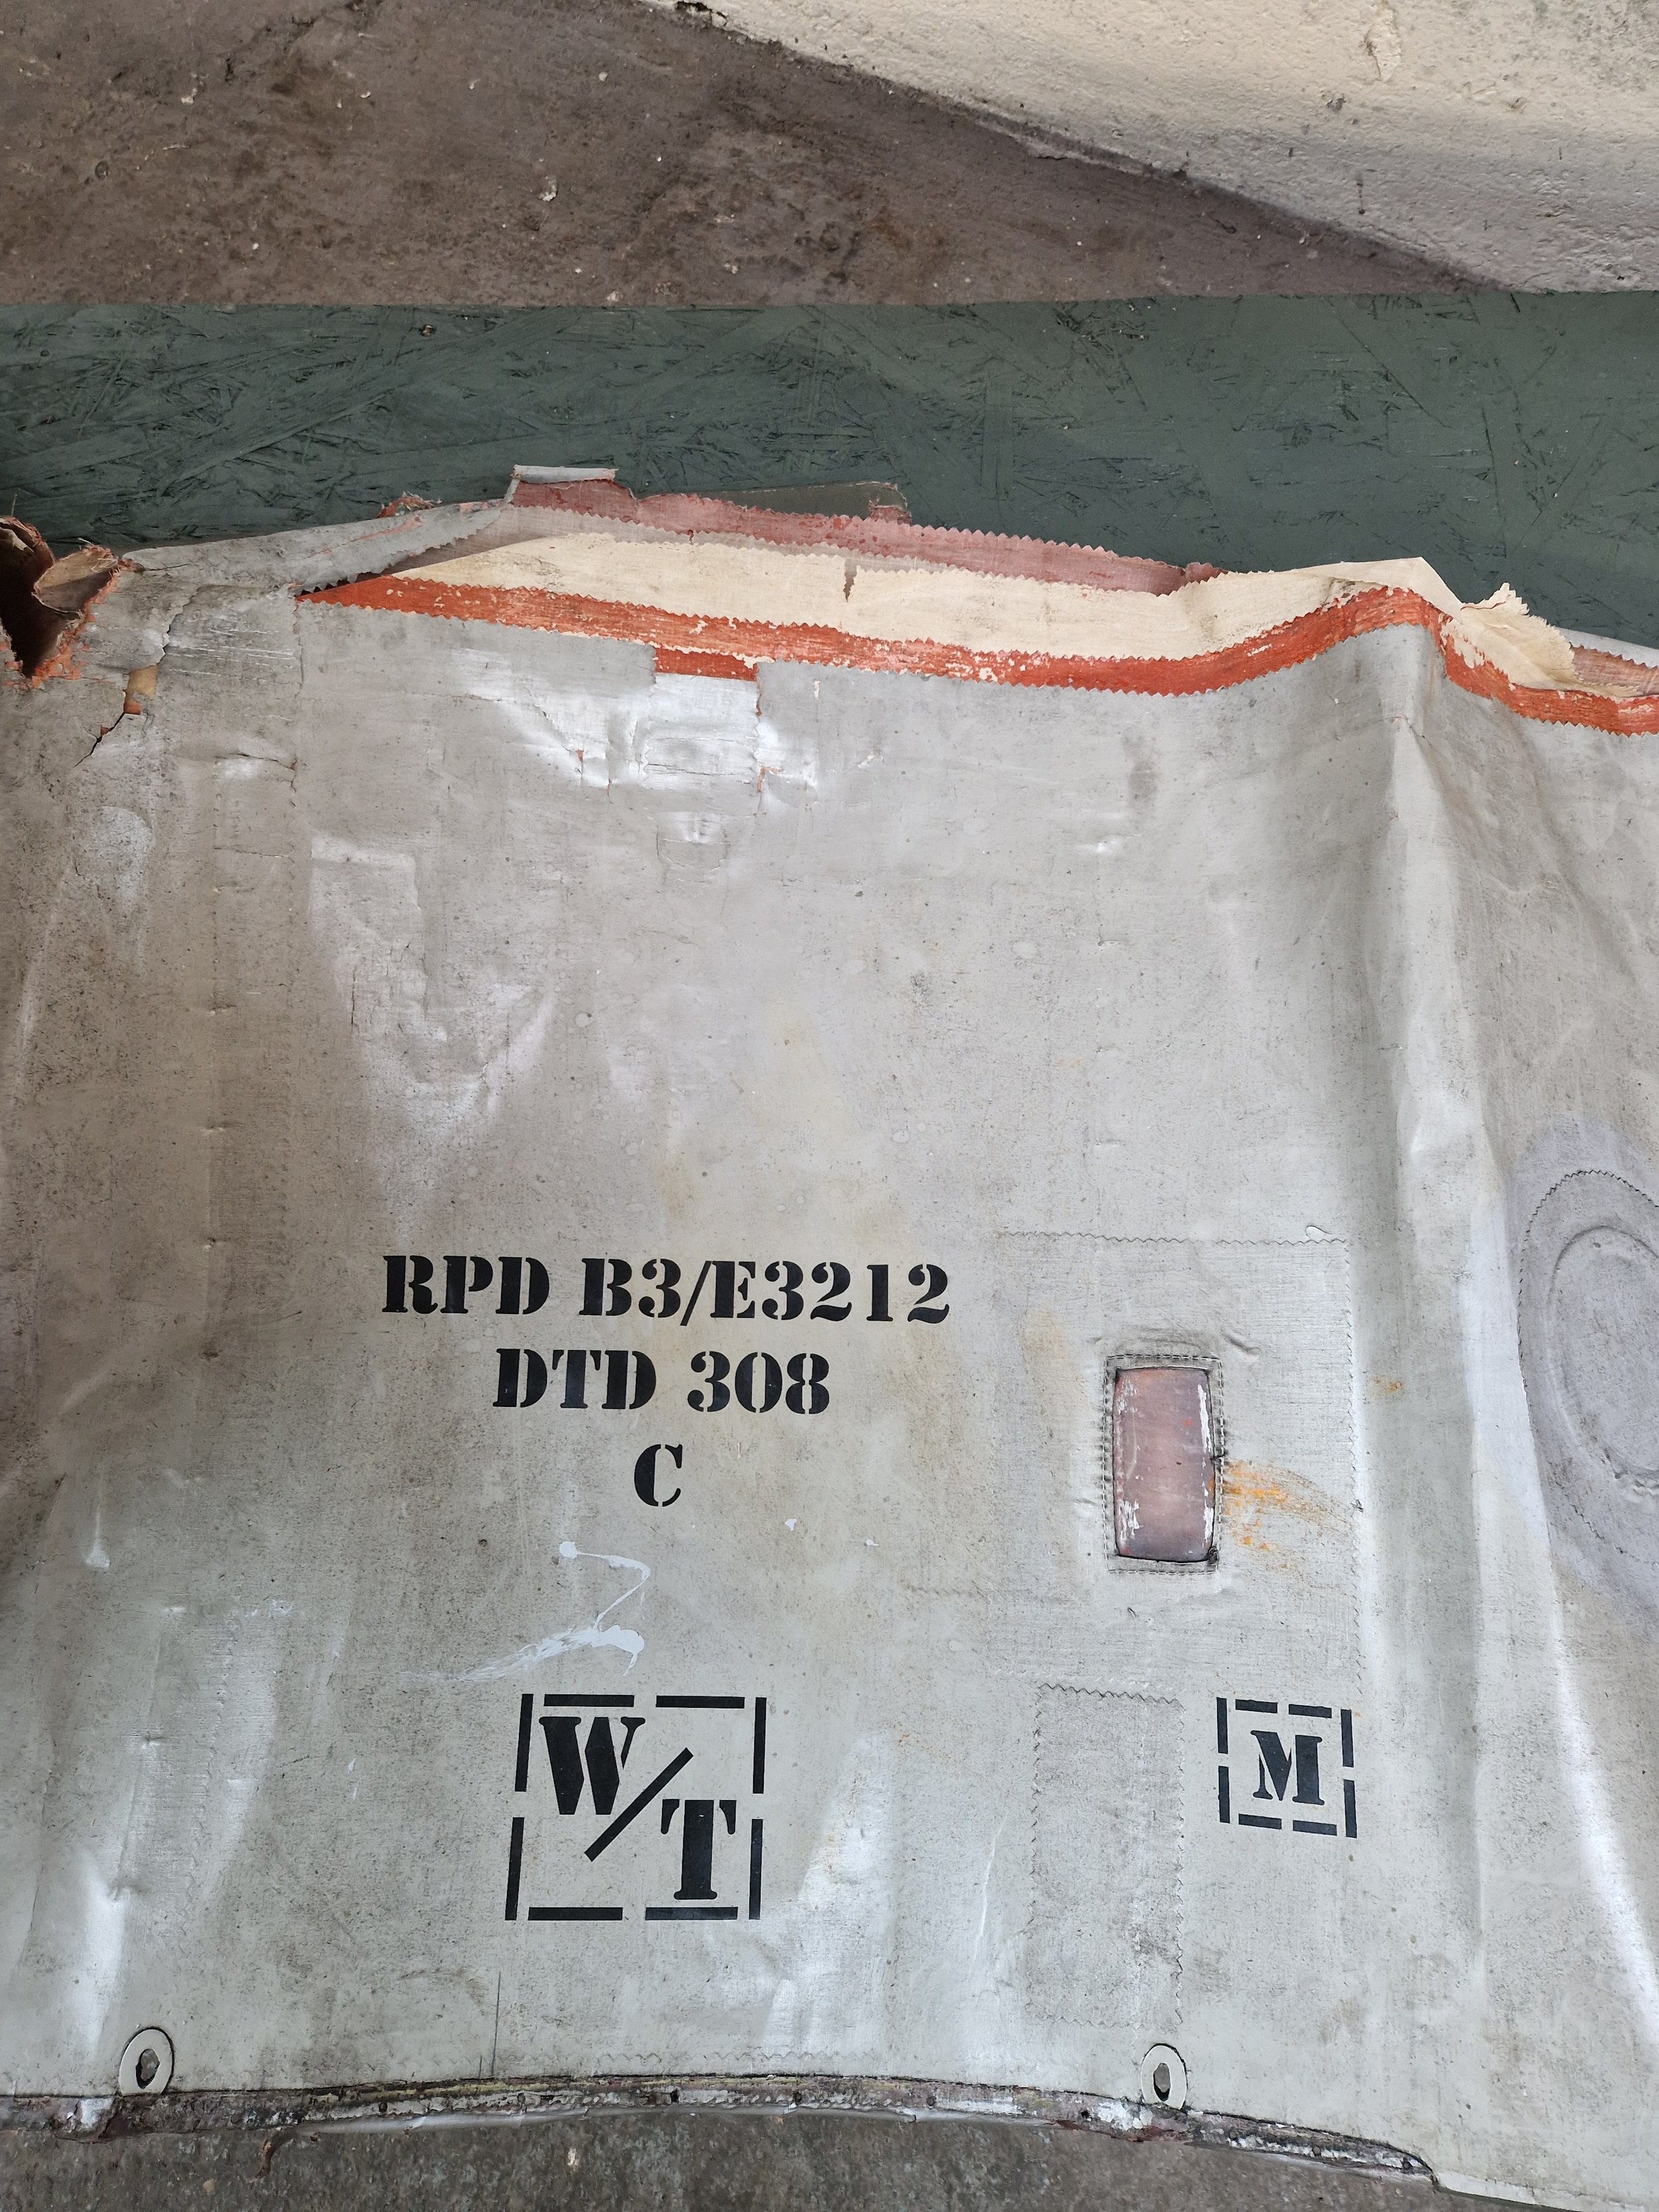 RPD B3/E3212
DTD 308
C
W/T
M